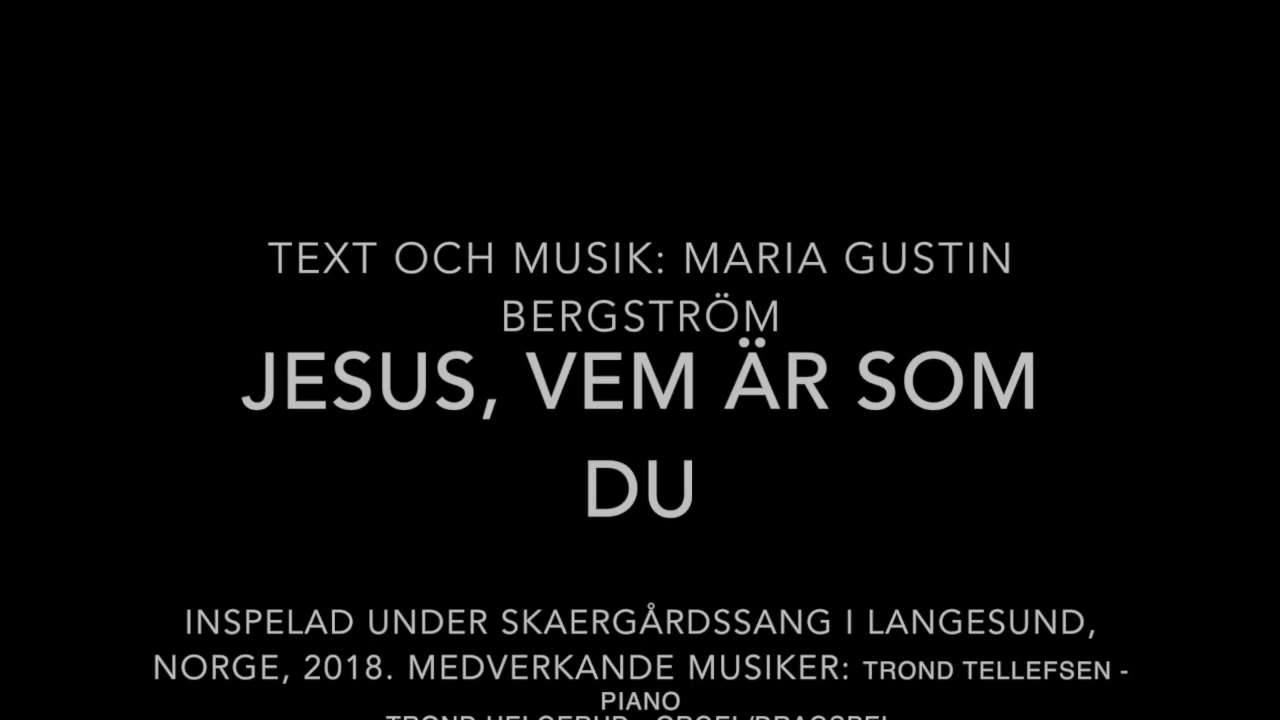 TEXT OCH MUSIK: MARIA GUSTIN
BERGSTRÖM
JESUS, VEM ÄR SOM
DU
INSPELAD UNDER SKAERGÅRDSSANG I LANGESUND,
NORGE, 2018. MEDVERKANDE MUSIKER: TROND TELLEFSEN -
PIANO
TROND